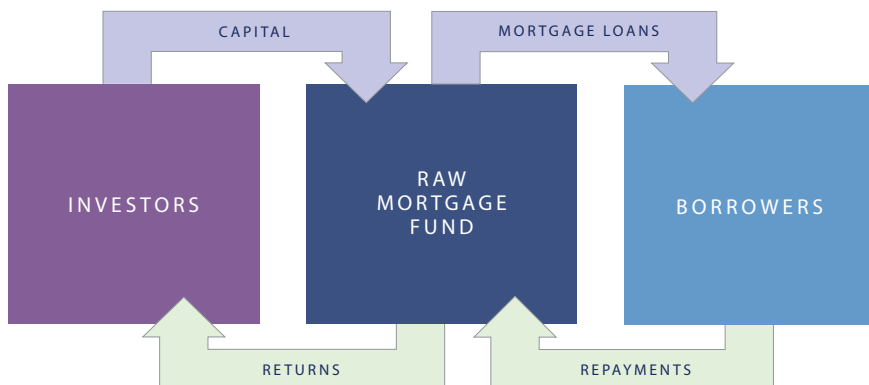 CAPITAL
MORTGAGE LOANS
INVESTORS
RAW
MORTGAGE
FUND
BORROWERS
RETURNS
REPAYMENTS